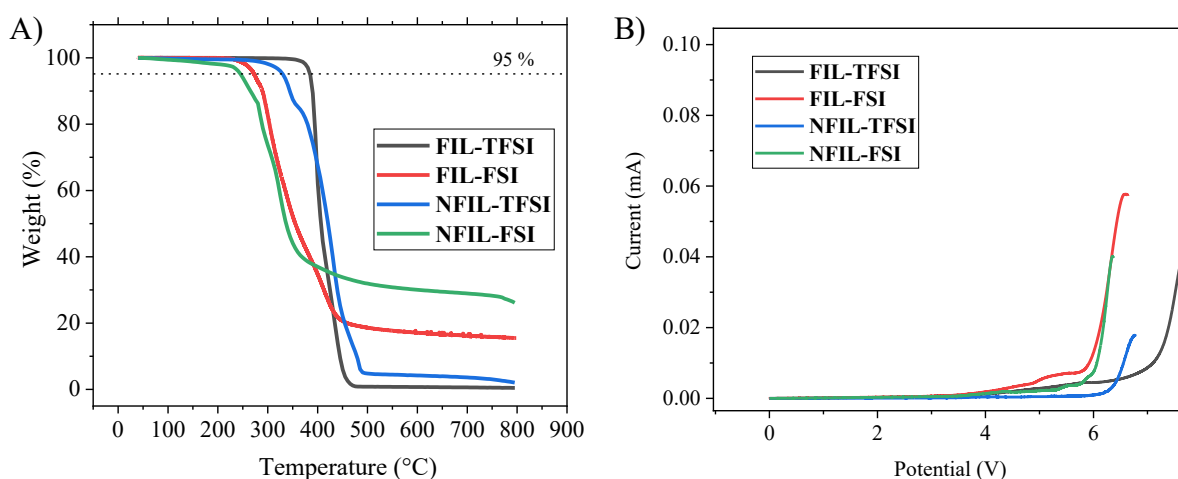 A)
95 %
FIL-TFSI
FIL-FSI
NFIL-TFSI
NFIL-FSI
Weight (%)
100
80
60
40
20
0
0 100 200 300 400 500 600 700 800 900
Temperature (°C)
B)
FIL-TFSI
FIL-FSI
NFIL-TFSI
NFIL-FSI
Current (mA)
0.10
0.08
0.06
0.04
0.02
0.00
0 2 4 6
Potential (V)